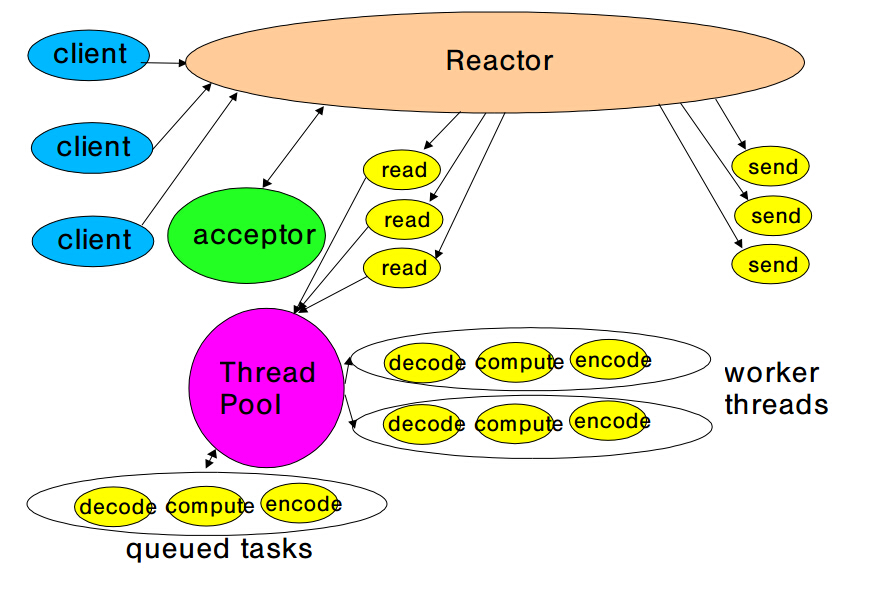 client
Reactor
client
client
acceptor
read
read
read
send
send
send
Thread
Pool
decode compute encode
decode compute encode
worker
threads
decode compute encode
queued tasks